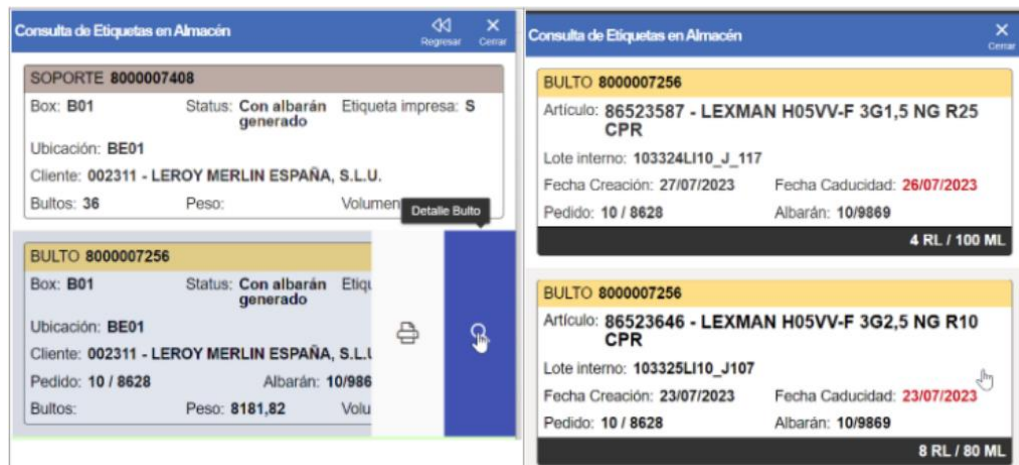 Consulta de Etiquetas en Almacén
Regresar
Cerrar
SOPORTE 8000007408
Box: B01 Status: Con albarán generado Etiqueta impresa: S
Ubicación: BE01
Cliente: 002311 - LEROY MERLIN ESPAÑA, S.L.U.
Bultos: 36 Peso: Volumen
Detalle Bulto
BULTO 8000007256
Box: B01 Status: Con albarán generado Etiqu
Ubicación: BE01
Cliente: 002311 - LEROY MERLIN ESPAÑA, S.L.U
Pedido: 10 / 8628 Albarán: 10/986
Bultos: Peso: 8181,82 Volu
Consulta de Etiquetas en Almacén
Cerrar
BULTO 8000007256
Artículo: 86523587 - LEXMAN H05VV-F 3G1,5 NG R25
CPR
Lote interno: 103324LI10_J_117
Fecha Creación: 27/07/2023 Fecha Caducidad: 26/07/2023
Pedido: 10 / 8628 Albarán: 10/9869
4 RL / 100 ML
BULTO 8000007256
Artículo: 86523646 - LEXMAN H05VV-F 3G2,5 NG R10
CPR
Lote interno: 103325LI10_J107
Fecha Creación: 23/07/2023 Fecha Caducidad: 23/07/2023
Pedido: 10 / 8628 Albarán: 10/9869
8 RL / 80 ML